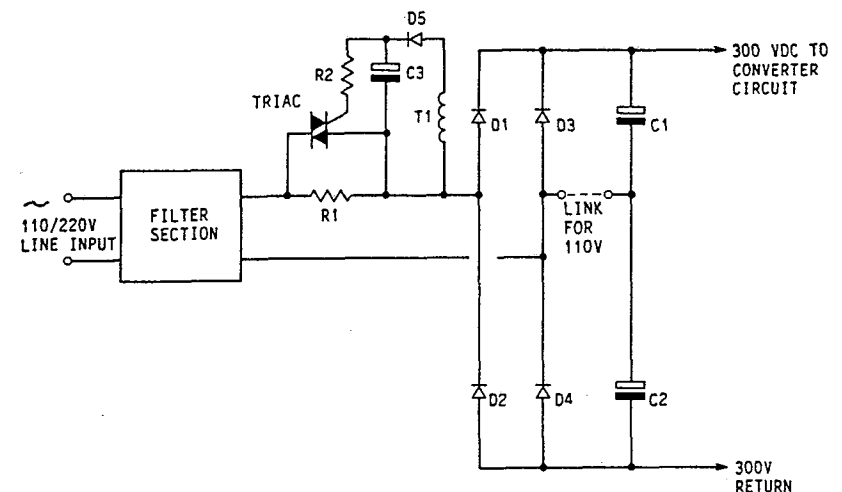 D5
R2
C3
TRIAC
T1
D1
D3
C1
300 VDC TO
CONVERTER
CIRCUIT
~
110/220V
LINE INPUT
FILTER
SECTION
R1
LINK
FOR
110V
D2
D4
C2
300V
RETURN